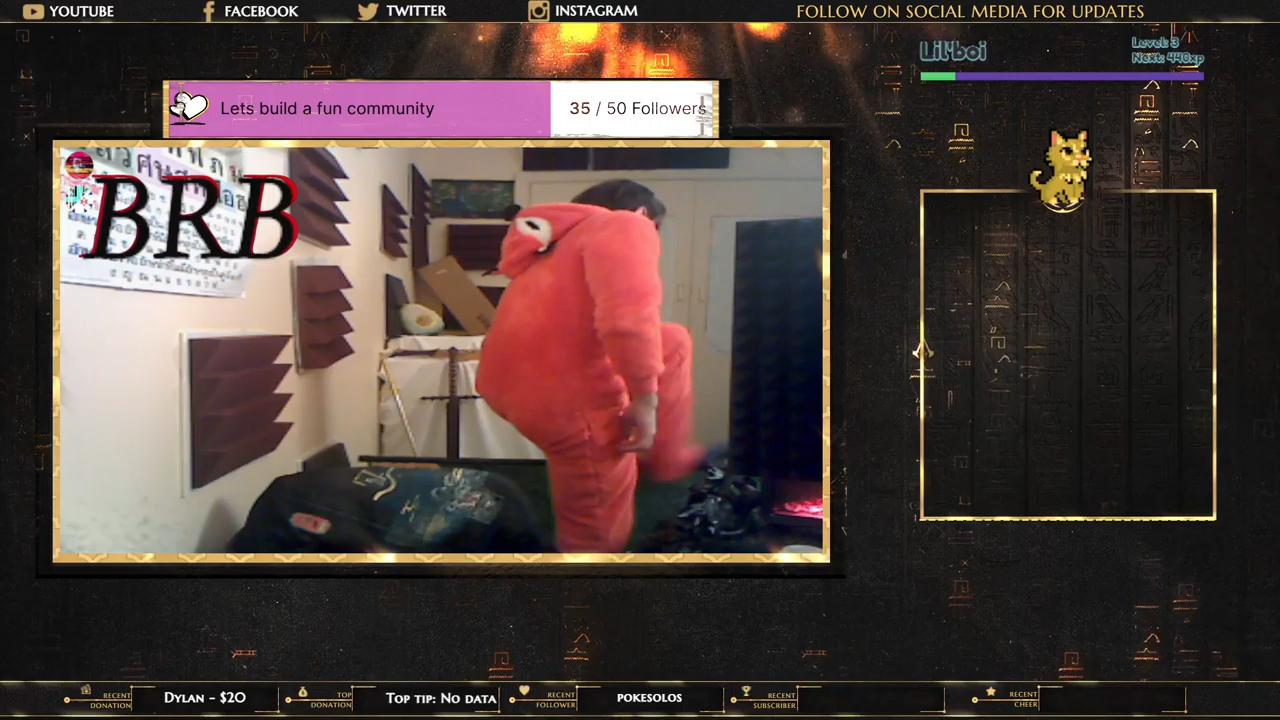 YOUTUBE
FACEBOOK
TWITTER
INSTAGRAM
FOLLOW ON SOCIAL MEDIA FOR UPDATES
Lil'boi
Level: 3
Next: 440xp
Lets build a fun community
35 / 50 Followers
BRB
RECENT DONATION
Dylan - $20
TOP DONATION
Top tip: No data
RECENT FOLLOWER
POKESOLOS
RECENT SUBSCRIBER
RECENT CHEER